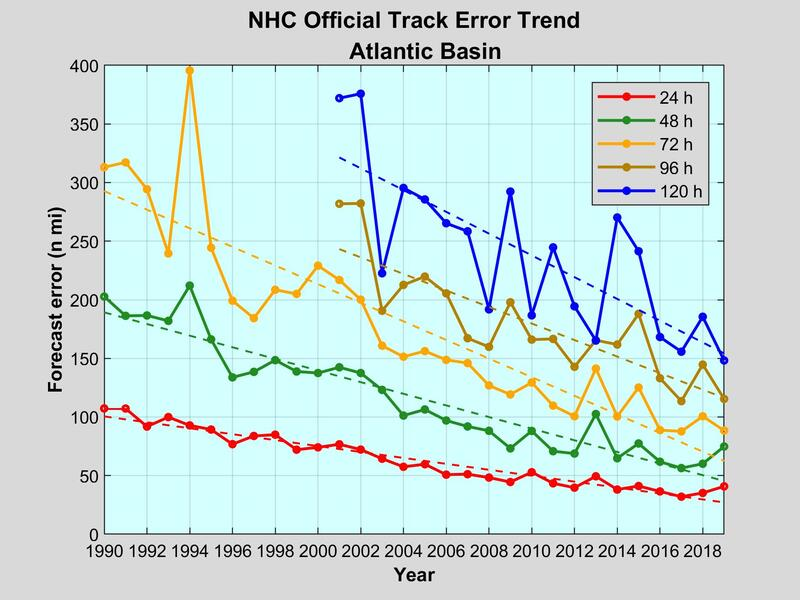 NHC Official Track Error Trend
Atlantic Basin
400
350
300
250
200
150
100
50
0
Forecast error (n mi)
24 h
48 h
72 h
96 h
120 h
1990 1992 1994 1996 1998 2000 2002 2004 2006 2008 2010 2012 2014 2016 2018
Year